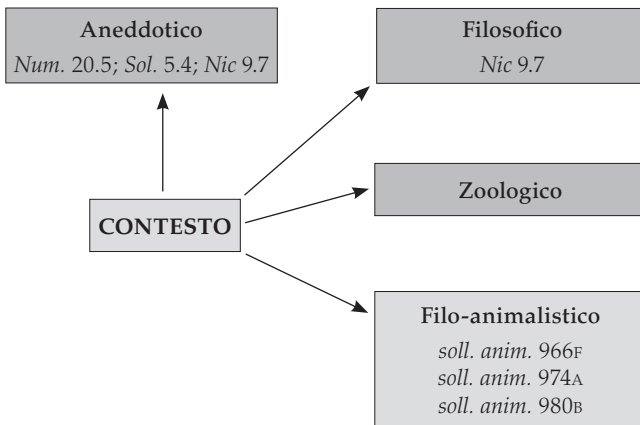 Aneddotico
Num. 20.5; Sol. 5.4; Nic 9.7
Filosofico
Nic 9.7
Zoologico
CONTESTO
Filo-animalistico
soll. anim. 966F
soll. anim. 974A
soll. anim. 980B